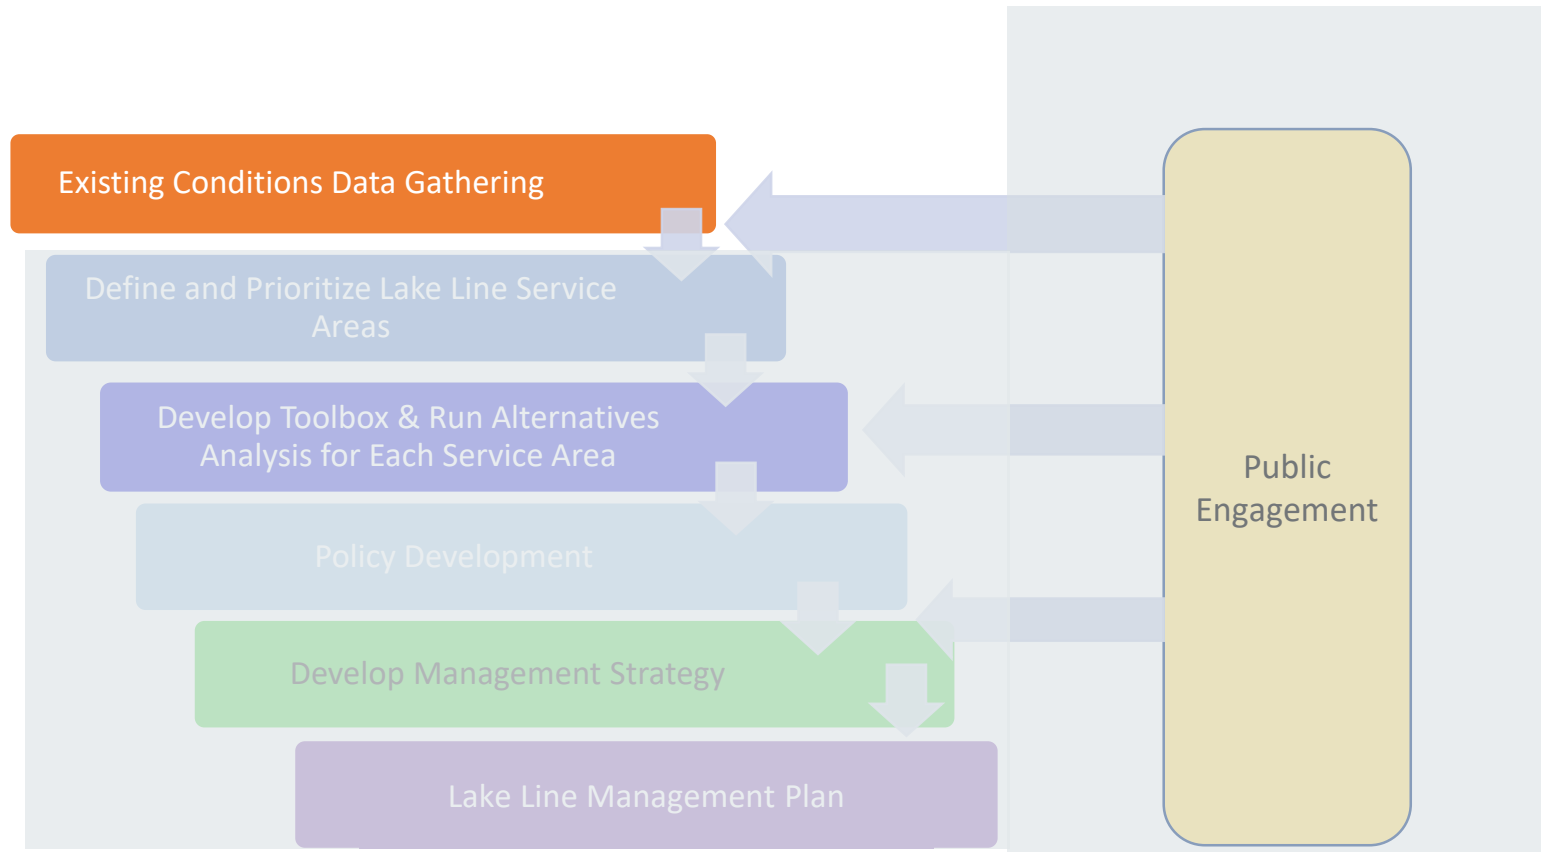 Existing Conditions Data Gathering
Define and Prioritize Lake Line Service
Areas
Develop Toolbox & Run Alternatives
Analysis for Each Service Area
Public
Engagement
Policy Development
Develop Management Strategy
Lake Line Management Plan